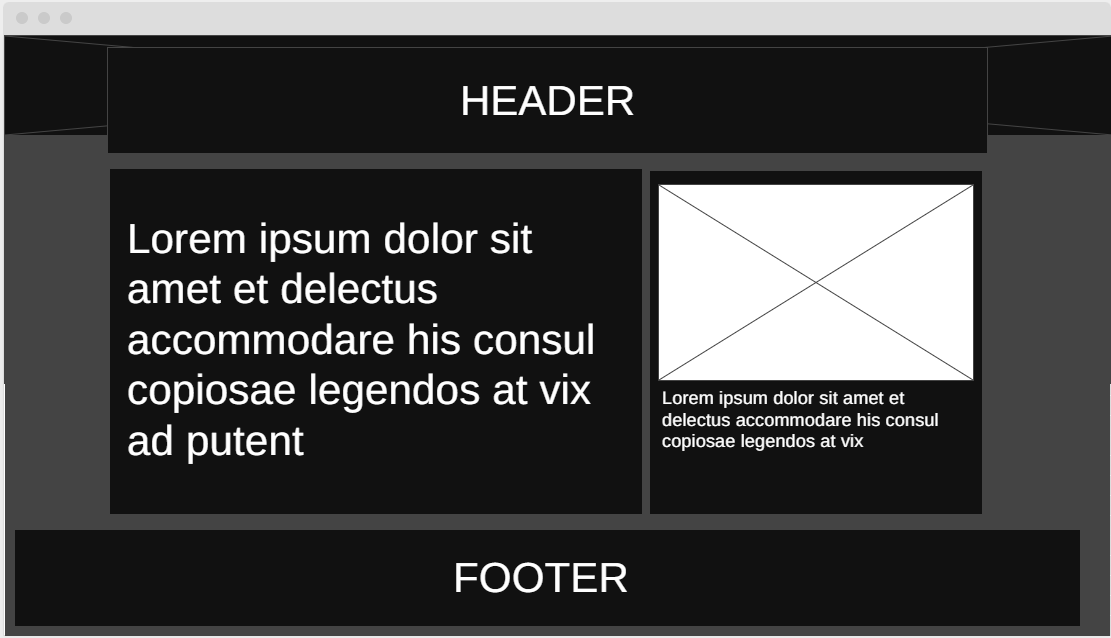 HEADER
Lorem ipsum dolor sit
amet et delectus
accommodare his consul
copiosae legendos at vix
ad putent
Lorem ipsum dolor sit amet et
delectus accommodare his consul
copiosae legendos at vix
FOOTER